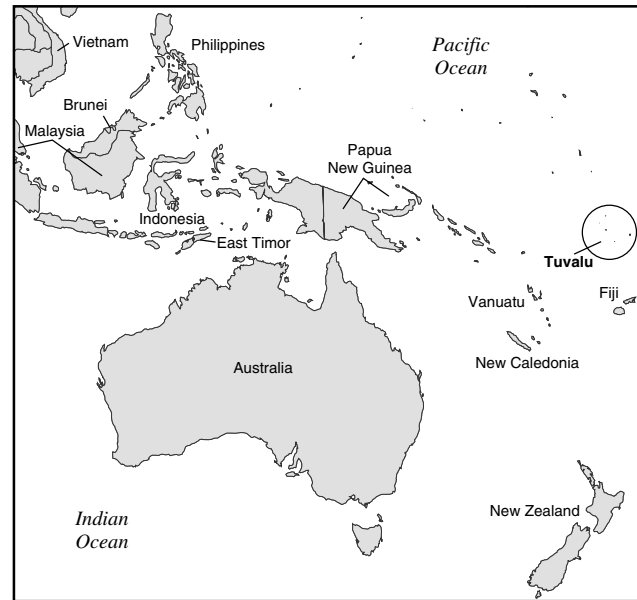 Vietnam
Philippines
Pacific
Ocean
Brunei
Malaysia
Papua
New Guinea
Indonesia
East Timor
Tuvalu
Vanuatu
Fiji
New Caledonia
Australia
Indian
Ocean
New Zealand